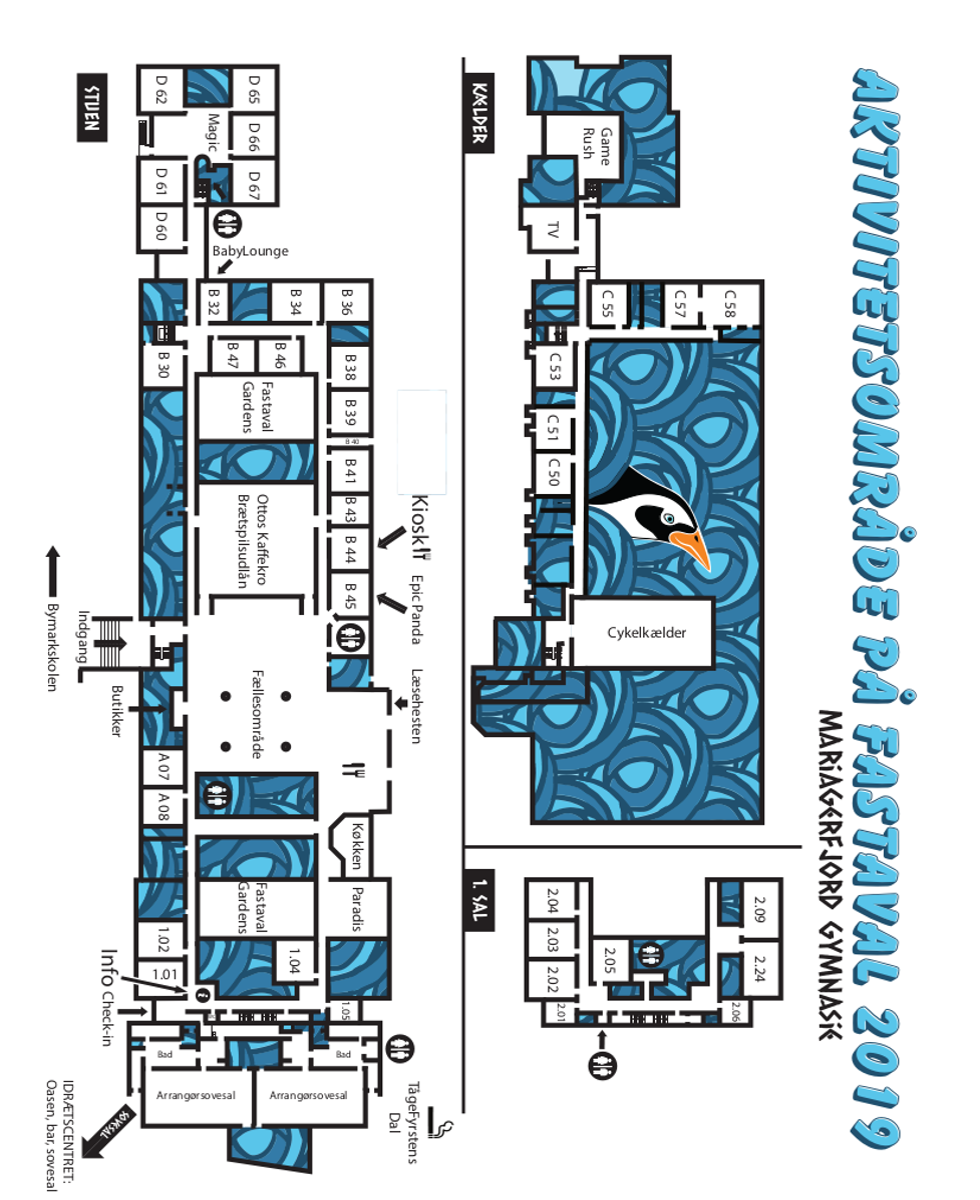 AKTIVITETSOMRÅDE PÅ FASTAVAL 2019
MARIAGERFJORD GYMNASIE
KÆLDER
Game
Rush
TV
C 55
C 57
C 58
C 53
C 51
C 50
Cykelkælder
1. SAL
2.04
2.03
2.02
2.01
2.05
2.09
2.24
2.06
STUEN
D 62
D 65
D 66
Magic
D 61
D 67
D 60
BabyLounge
B 32
B 34
B 36
B 30
B 47
B 46
B 38
Fastaval
Gardens
B 39
B 40
B 41
Ottos Kaffekro
Brætspilsudlån
B 43
B 44
B 45
Kiosk
Epic Panda
Læsehesten
Bymarkskolen
Indgang
Butikker
Fællesområde
A 07
A 08
Køkken
Fastaval
Gardens
Paradis
1.02
1.01
1.04
1.05
Info
Check-in
Bad
Bad
Arrangørsovesal
Arrangørsovesal
TågeFyrstens
Dal
SOVESAL
IDRÆTSCENTRET:
Oasen, bar, sovesal